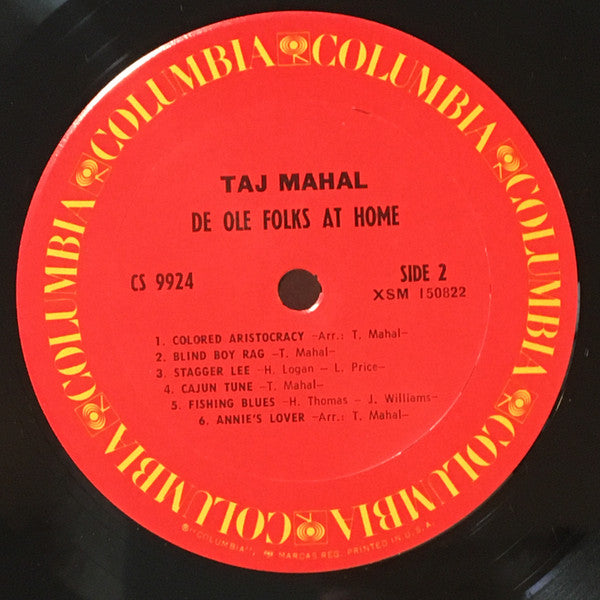 COLUMBIA COLUMBIA COLUMBIA COLUMBIA COLUMBIA COLUMBIA
TAJ MAHAL
DE OLE FOLKS AT HOME
CS 9924
SIDE 2
XSM 150822
1. COLORED ARISTOCRACY –Arr.: T. Mahal–
2. BLIND BOY RAG –T. Mahal–
3. STAGGER LEE –H. Logan – L. Price–
4. CAJUN TUNE –T. Mahal–
5. FISHING BLUES –H. Thomas – J. Williams–
6. ANNIE'S LOVER –Arr.: T. Mahal–
® "COLUMBIA", MARCAS REG. PRINTED IN U.S.A.